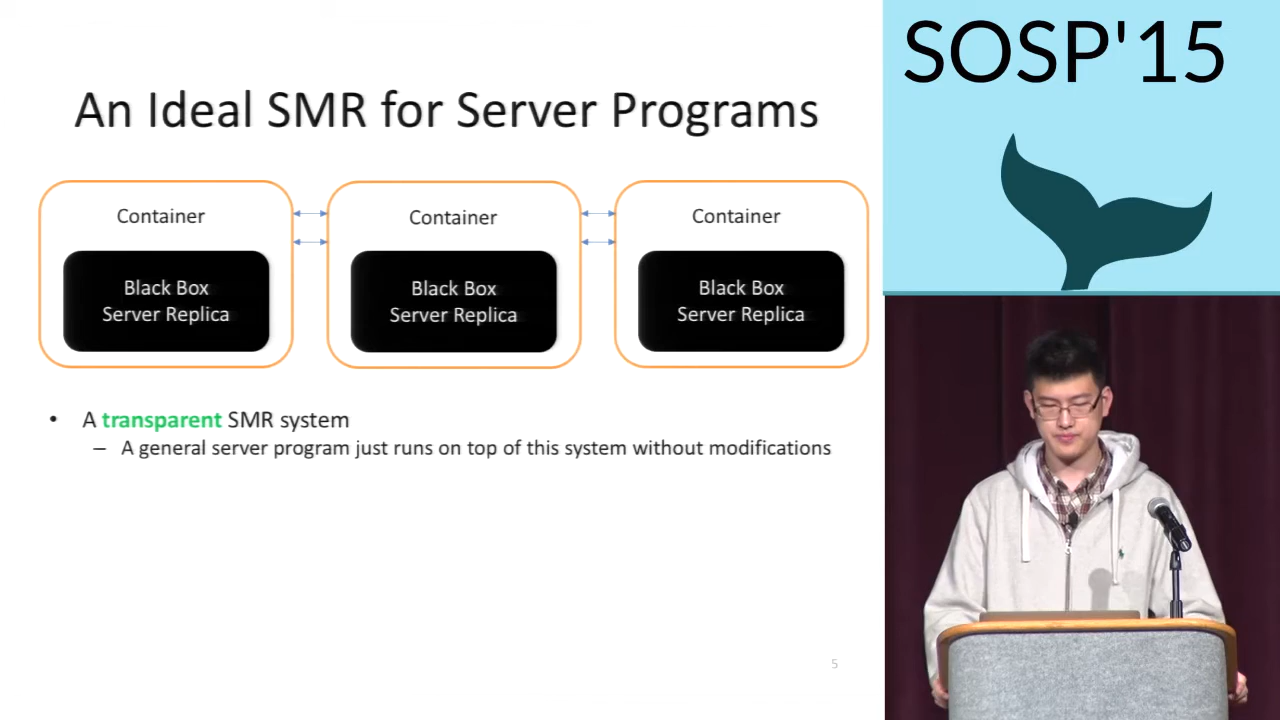 An Ideal SMR for Server Programs
Container
Black Box
Server Replica
Container
Black Box
Server Replica
Container
Black Box
Server Replica
• A transparent SMR system
– A general server program just runs on top of this system without modifications
5
SOSP'15